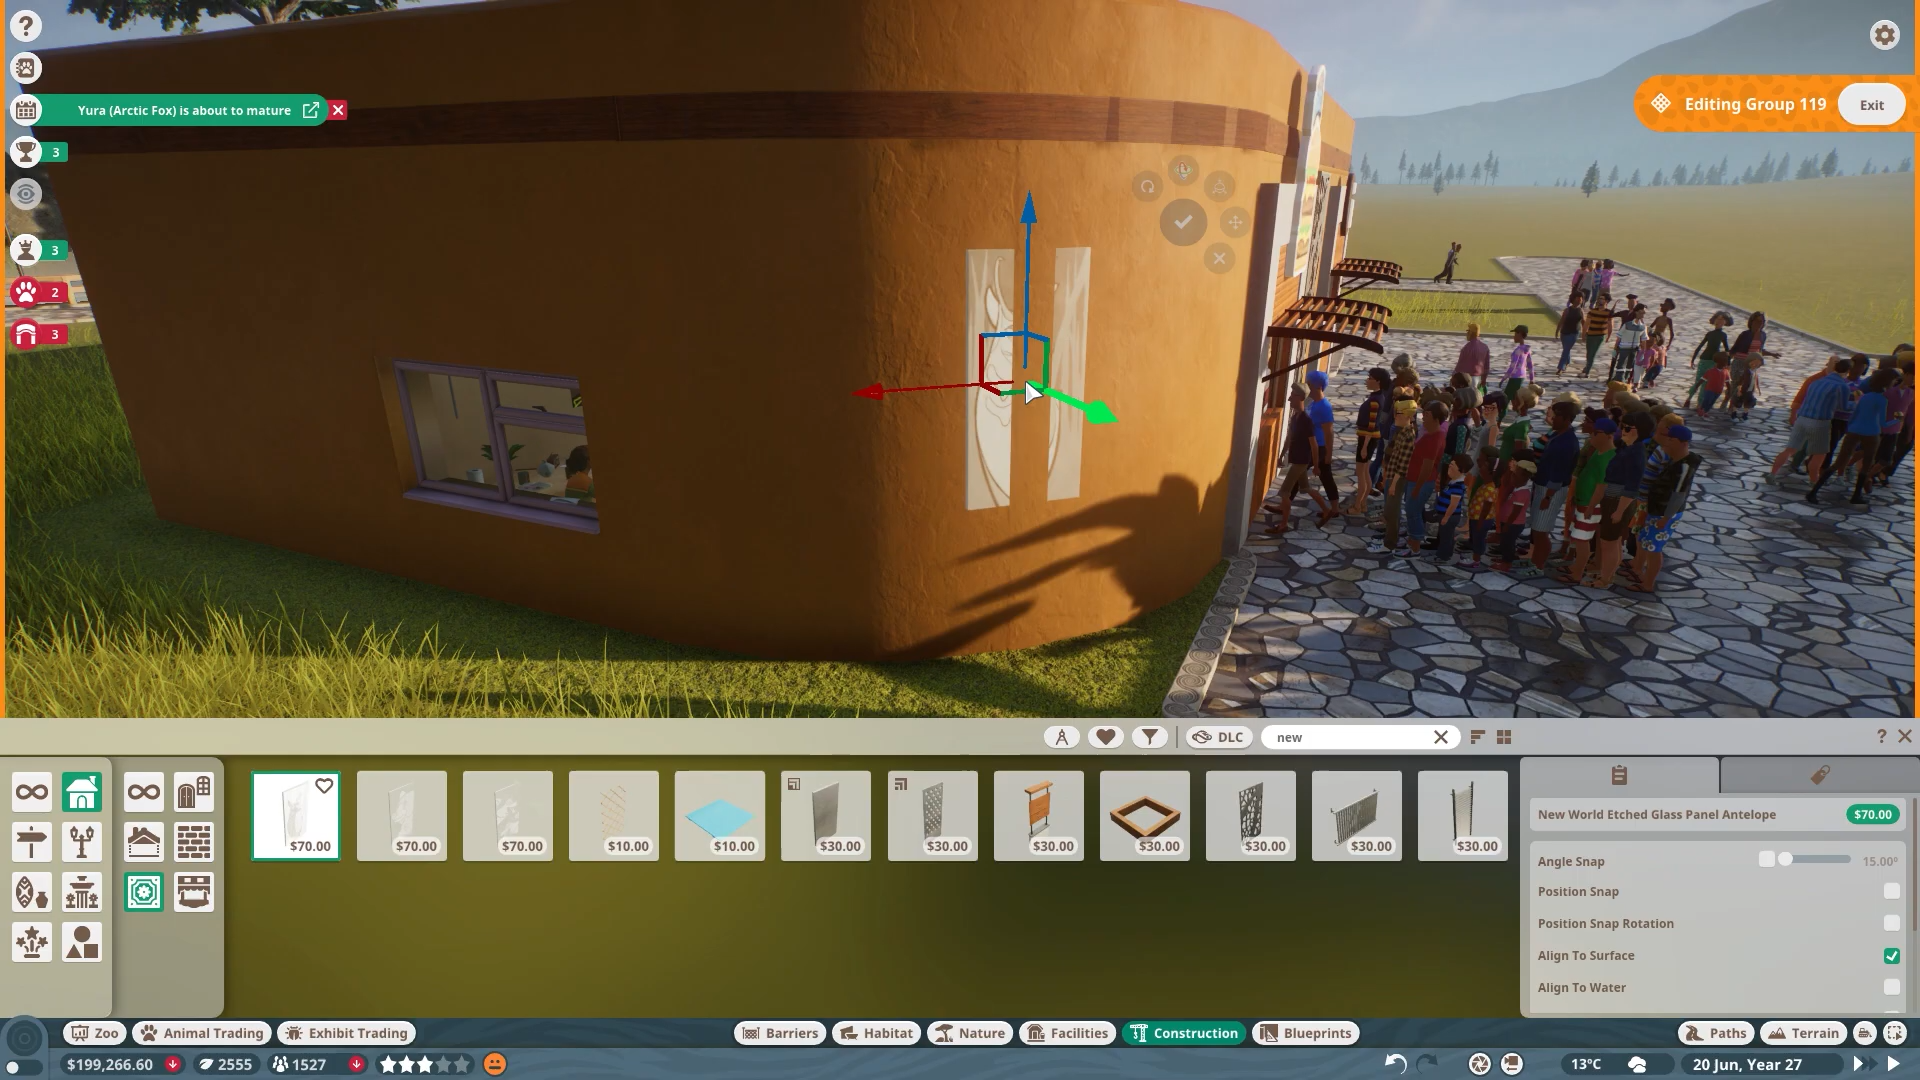 ?
Yura (Arctic Fox) is about to mature
3
3
2
3
Editing Group 119
Exit
DLC
new
?
$70.00
$70.00
$70.00
$10.00
$10.00
$30.00
$30.00
$30.00
$30.00
$30.00
$30.00
$30.00
New World Etched Glass Panel Antelope
$70.00
Angle Snap
15.00°
Position Snap
Position Snap Rotation
Align To Surface
Align To Water
Zoo
Animal Trading
Exhibit Trading
Barriers
Habitat
Nature
Facilities
Construction
Blueprints
Paths
Terrain
$199,266.60
2555
1527
13°C
20 Jun, Year 27